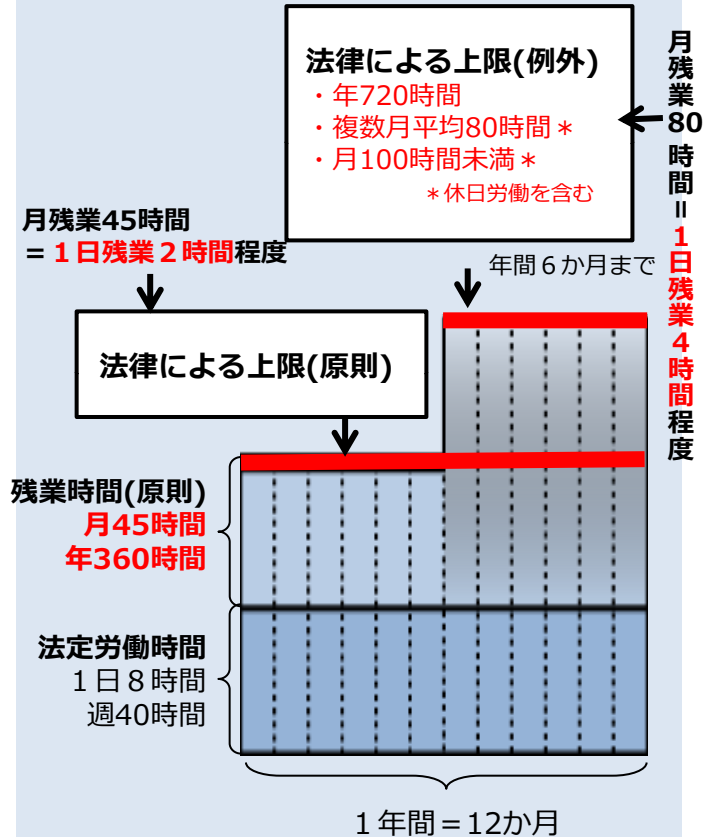 法律による上限(例外)
・年720時間
・複数月平均80時間＊
・月100時間未満＊
＊休日労働を含む
月残業80時間＝１日残業４時間程度
月残業45時間
＝１日残業２時間程度
年間６か月まで
法律による上限(原則)
残業時間(原則)
月45時間
年360時間
法定労働時間
１日８時間
週40時間
１年間＝12か月